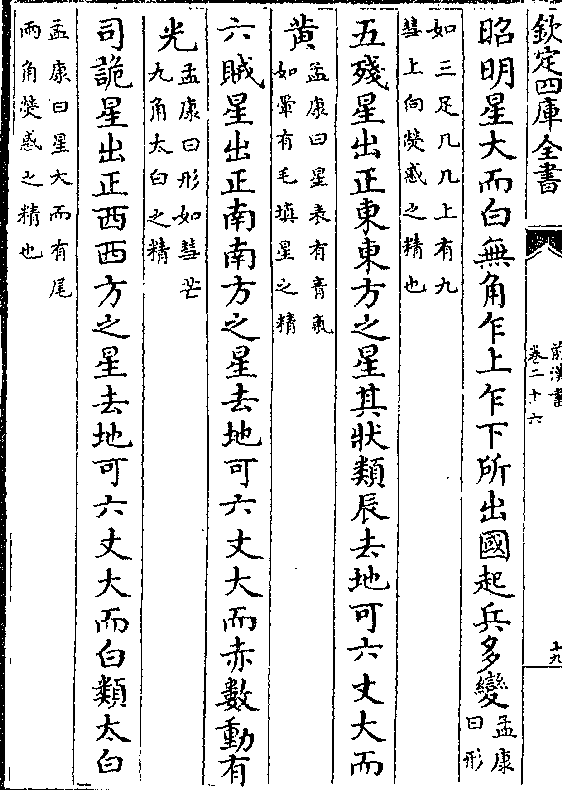 欽定四庫全書
前漢書
卷二十六
十九
昭明星大而白無角乍上乍下所出國起兵多變
孟康
曰形
如三足几几上有九
彗上向熒惑之精也
五殘星出正東東方之星其狀類辰去地可六丈大而
黄
孟康曰星表有青氣
如暈有毛填星之精
六賊星出正南南方之星去地可六丈大而赤數動有
光
孟康曰形如彗芒
九角太白之精
司詭星出正西西方之星去地可六丈大而白類太白
孟康曰星大而有尾
兩角熒惑之精也